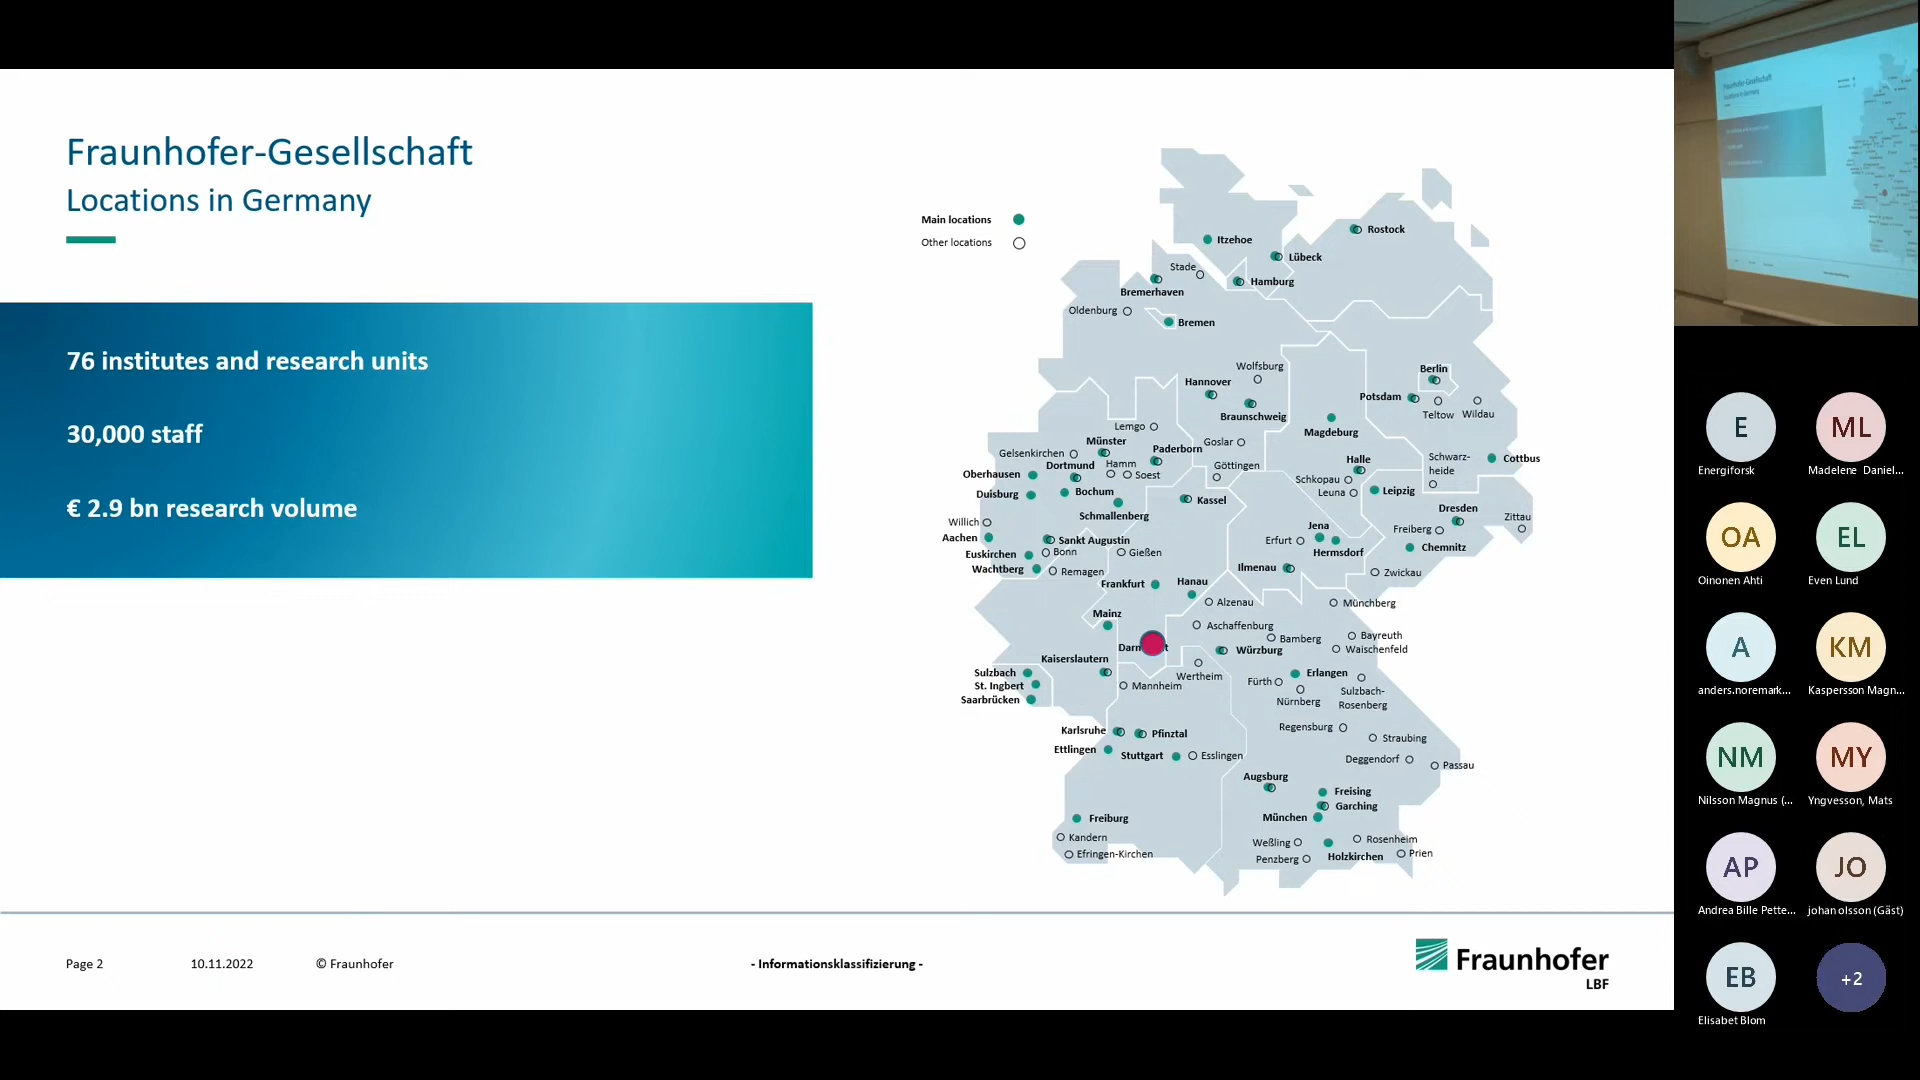 Fraunhofer-Gesellschaft
Locations in Germany
76 institutes and research units
30,000 staff
€ 2.9 bn research volume
Main locations
Other locations
Itzehoe
Rostock
Lübeck
Stade
Hamburg
Bremerhaven
Oldenburg
Bremen
Wolfsburg
Hannover
Berlin
Potsdam
Braunschweig
Teltow
Wildau
Lemgo
Magdeburg
Münster
Goslar
Paderborn
Gelsenkirchen
Dortmund
Hamm
Soest
Göttingen
Halle
Schwarz-
heide
Cottbus
Oberhausen
Schkopau
Leuna
Leipzig
Duisburg
Bochum
Kassel
Schmallenberg
Dresden
Zittau
Willich
Jena
Freiberg
Aachen
Sankt Augustin
Erfurt
Hermsdorf
Chemnitz
Euskirchen
Bonn
Gießen
Wachtberg
Remagen
Ilmenau
Zwickau
Frankfurt
Hanau
Alzenau
Münchberg
Mainz
Aschaffenburg
Bamberg
Bayreuth
Waischenfeld
Würzburg
Kaiserslautern
Sulzbach
St. Ingbert
Saarbrücken
Mannheim
Wertheim
Fürth
Erlangen
Nürnberg
Sulzbach-
Rosenberg
Karlsruhe
Pfinztal
Regensburg
Straubing
Ettlingen
Stuttgart
Esslingen
Deggendorf
Passau
Augsburg
Freising
Garching
Freiburg
München
Kandern
Weßling
Rosenheim
Efringen-Kirchen
Penzberg
Holzkirchen
Prien
Page 2
10.11.2022
© Fraunhofer
- Informationsklassifizierung -
Fraunhofer
LBF
E
Energiforsk
ML
Madelene Daniel...
OA
Oinonen Ahti
EL
Even Lund
A
anders.noremark...
KM
Kaspersson Magn...
NM
Nilsson Magnus (...
MY
Yngvesson, Mats
AP
Andrea Bille Pette...
JO
johan olsson (Gäst)
EB
Elisabet Blom
+2